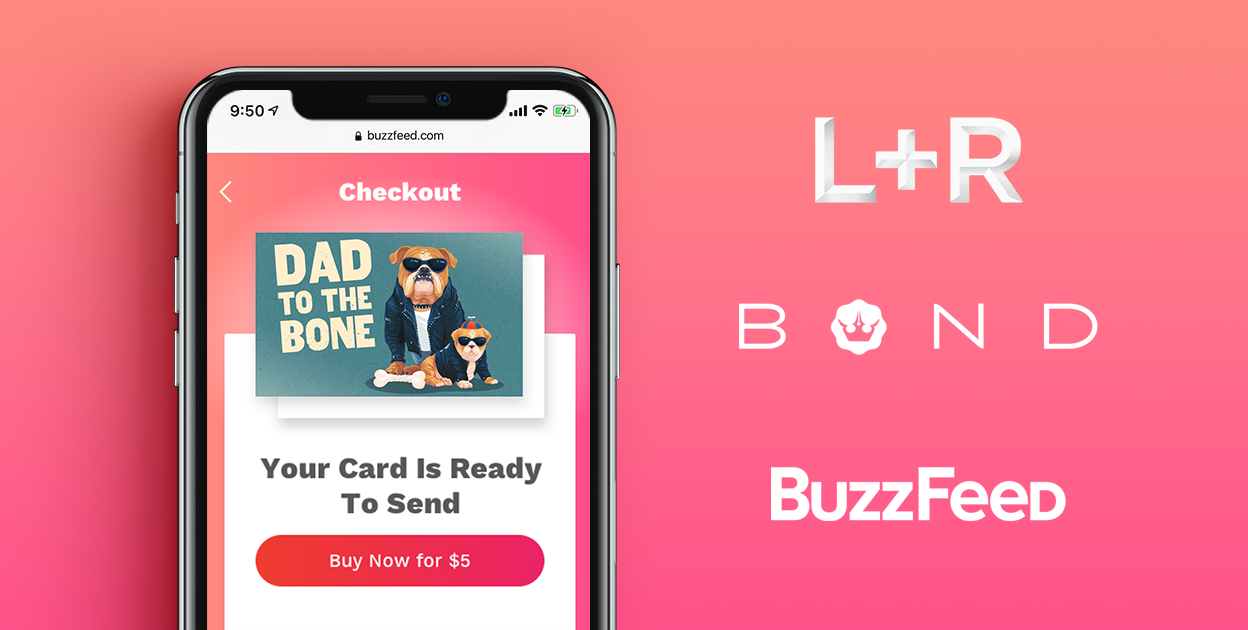 9:50
buzzfeed.com
Checkout
DAD
TO THE
BONE
Your Card Is Ready
To Send
Buy Now for $5
L+R
BOND
BuzzFeed